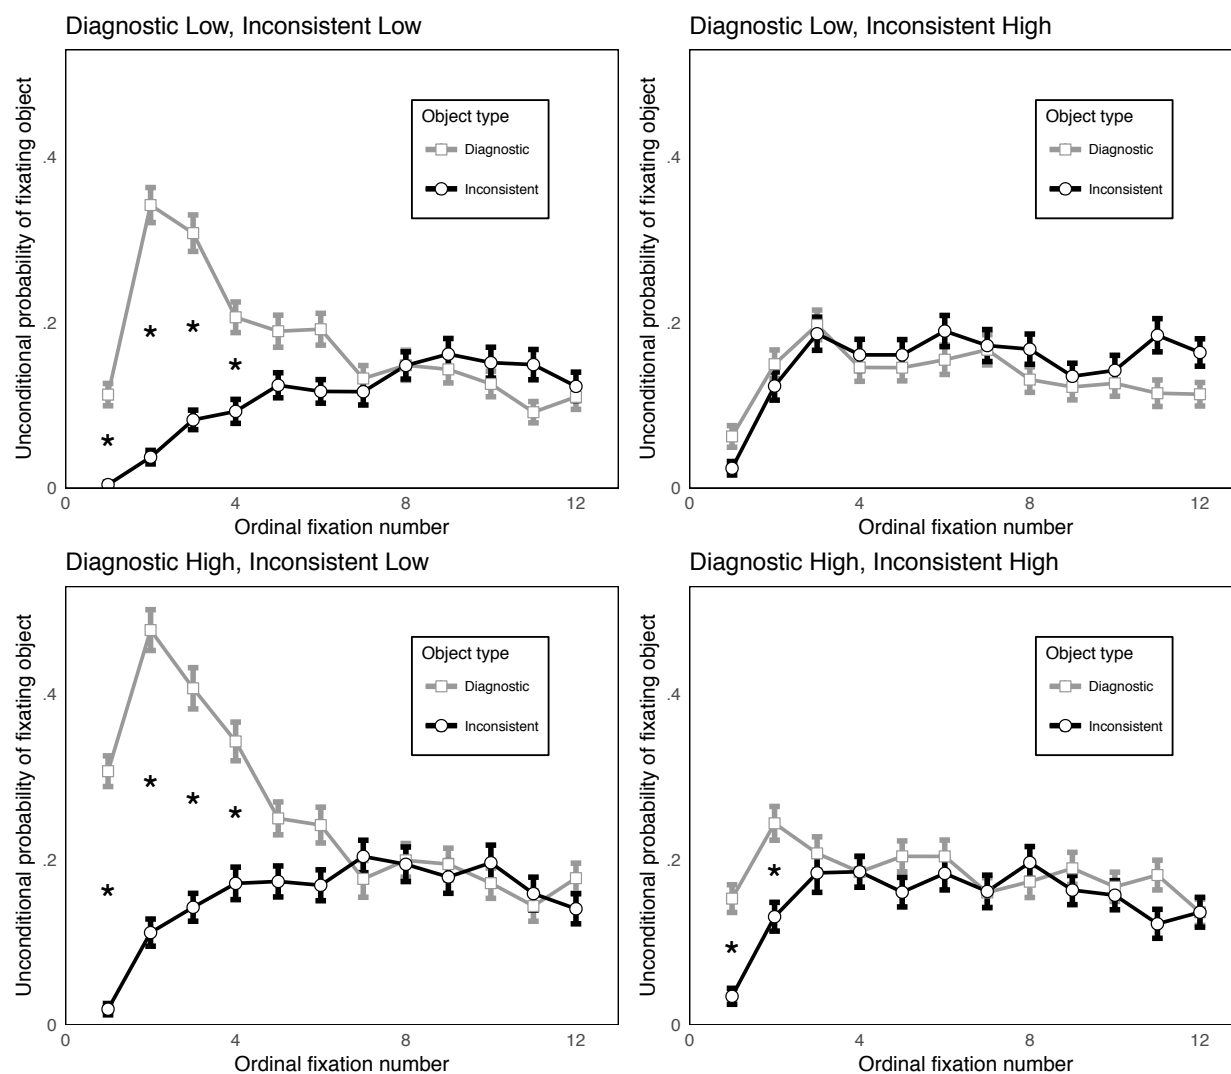 Diagnostic Low, Inconsistent Low
Unconditional probability of fixating object
.4
.2
0
Object type
Diagnostic
Inconsistent
*
*
*
*
0
4
8
12
Ordinal fixation number
Diagnostic Low, Inconsistent High
Unconditional probability of fixating object
.4
.2
0
Object type
Diagnostic
Inconsistent
0
4
8
12
Ordinal fixation number
Diagnostic High, Inconsistent Low
Unconditional probability of fixating object
.4
.2
0
Object type
Diagnostic
Inconsistent
*
*
*
*
0
4
8
12
Ordinal fixation number
Diagnostic High, Inconsistent High
Unconditional probability of fixating object
.4
.2
0
Object type
Diagnostic
Inconsistent
*
*
0
4
8
12
Ordinal fixation number